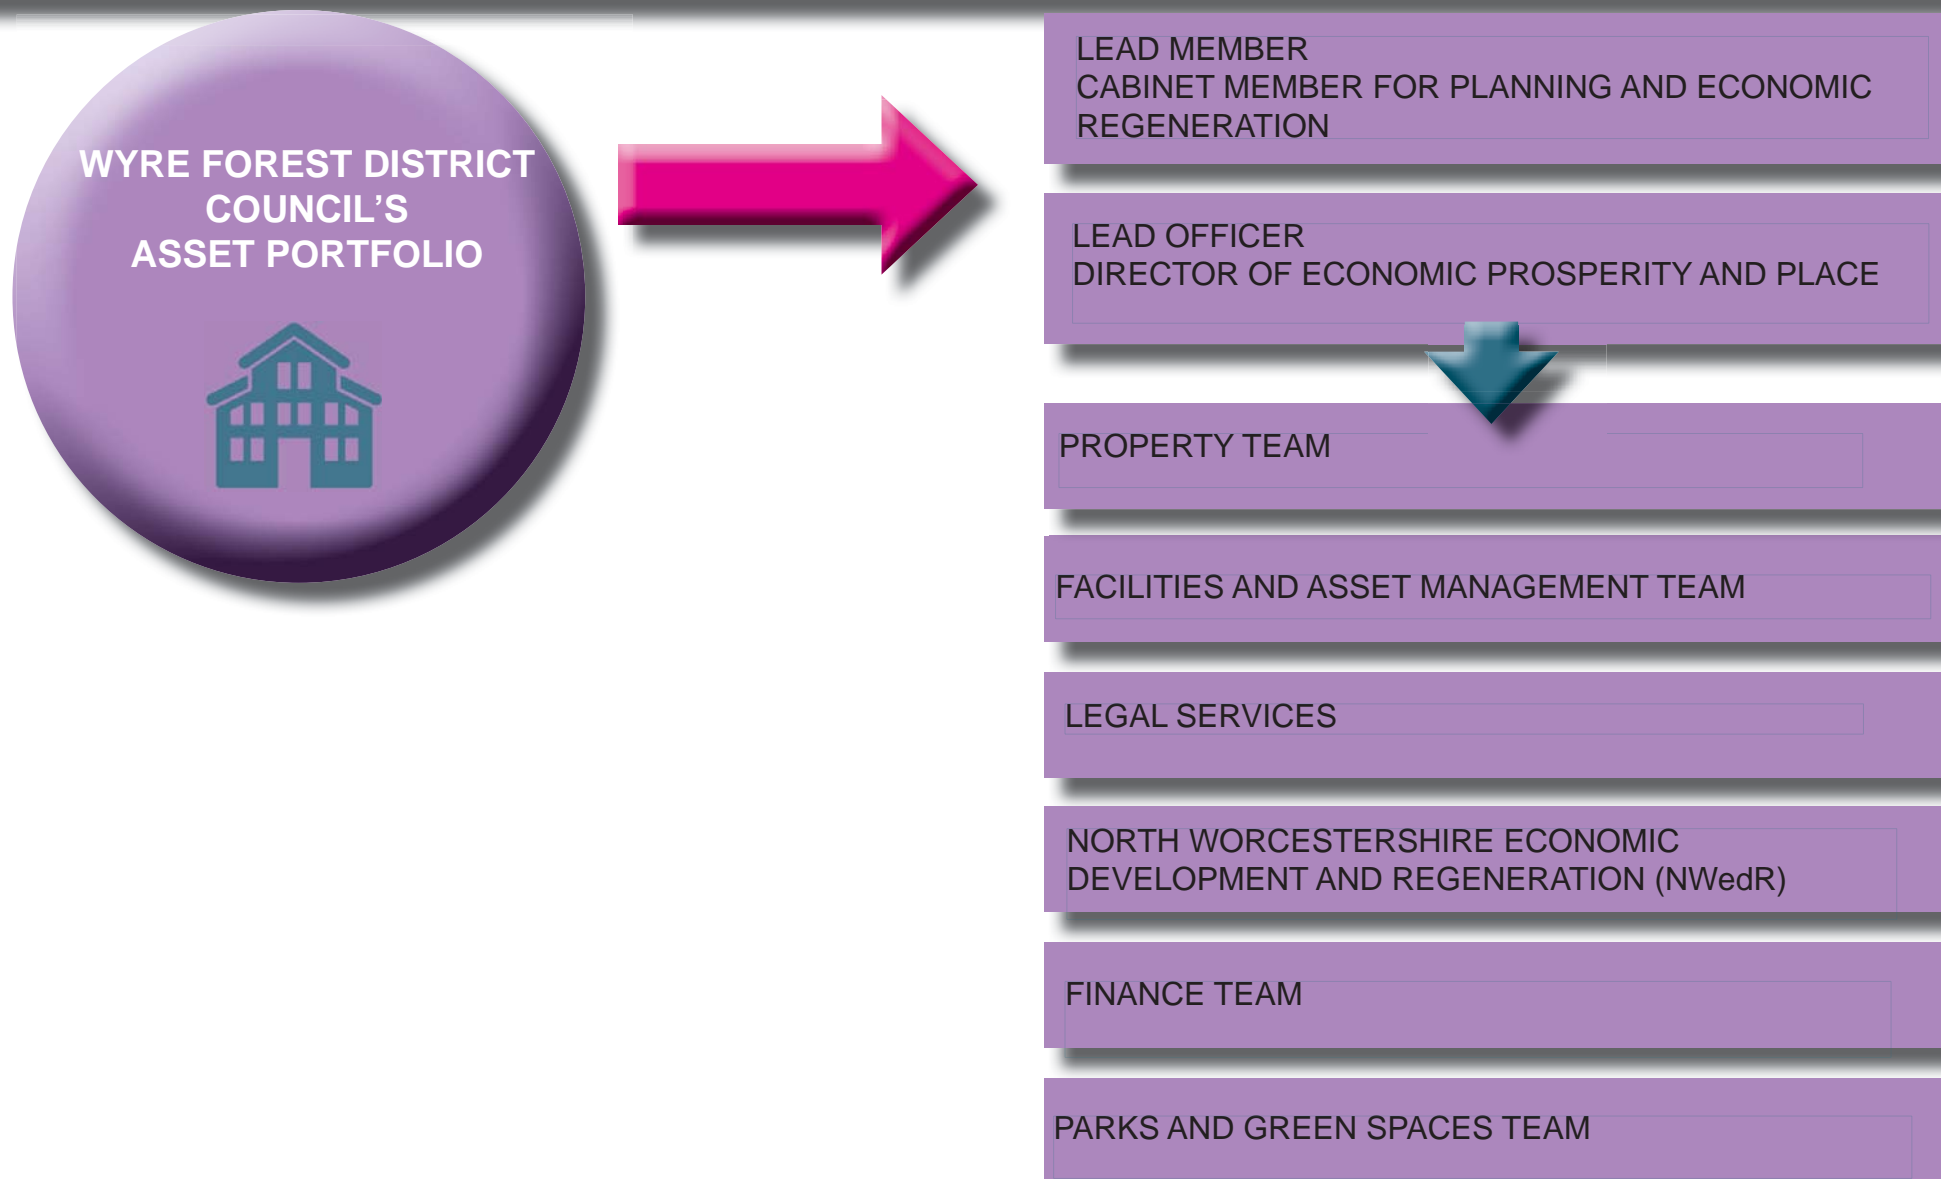 WYRE FOREST DISTRICT
COUNCIL’S
ASSET PORTFOLIO
LEAD MEMBER
CABINET MEMBER FOR PLANNING AND ECONOMIC
REGENERATION
LEAD OFFICER
DIRECTOR OF ECONOMIC PROSPERITY AND PLACE
PROPERTY TEAM
FACILITIES AND ASSET MANAGEMENT TEAM
LEGAL SERVICES
NORTH WORCESTERSHIRE ECONOMIC
DEVELOPMENT AND REGENERATION (NWedR)
FINANCE TEAM
PARKS AND GREEN SPACES TEAM